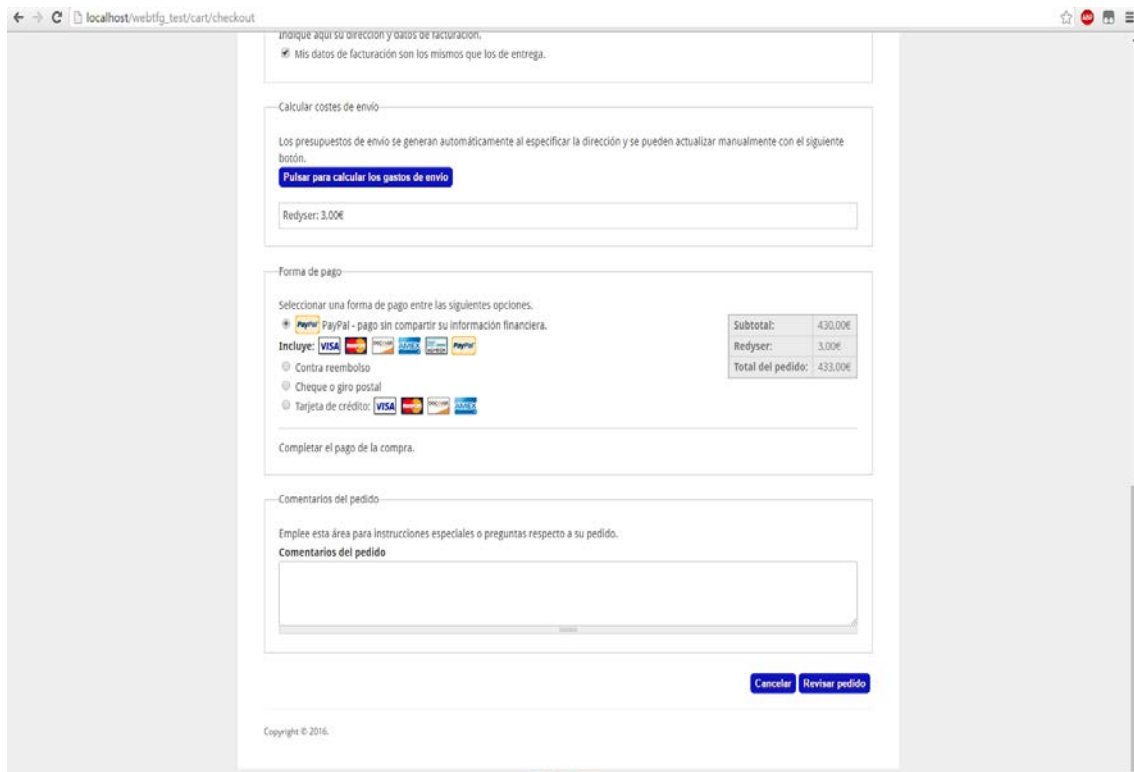 localhost/webtfg_test/cart/checkout
ABP
Indique aquí su dirección y datos de facturación.
Mis datos de facturación son los mismos que los de entrega.
Calcular costes de envío
Los presupuestos de envío se generan automáticamente al especificar la dirección y se pueden actualizar manualmente con el siguiente
botón.
Pulsar para calcular los gastos de envío
Redyser: 3,00€
Forma de pago
Seleccionar una forma de pago entre las siguientes opciones.
PayPal PayPal - pago sin compartir su información financiera.
Subtotal: 430,00€
Incluye: VISA MasterCard DISCOVER AMEX PayPal
Redyser: 3,00€
Contra reembolso
Total del pedido: 433,00€
Cheque o giro postal
Tarjeta de crédito: VISA MasterCard DISCOVER AMEX
Completar el pago de la compra.
Comentarios del pedido
Emplee esta área para instrucciones especiales o preguntas respecto a su pedido.
Comentarios del pedido
Cancelar Revisar pedido
Copyright © 2016.